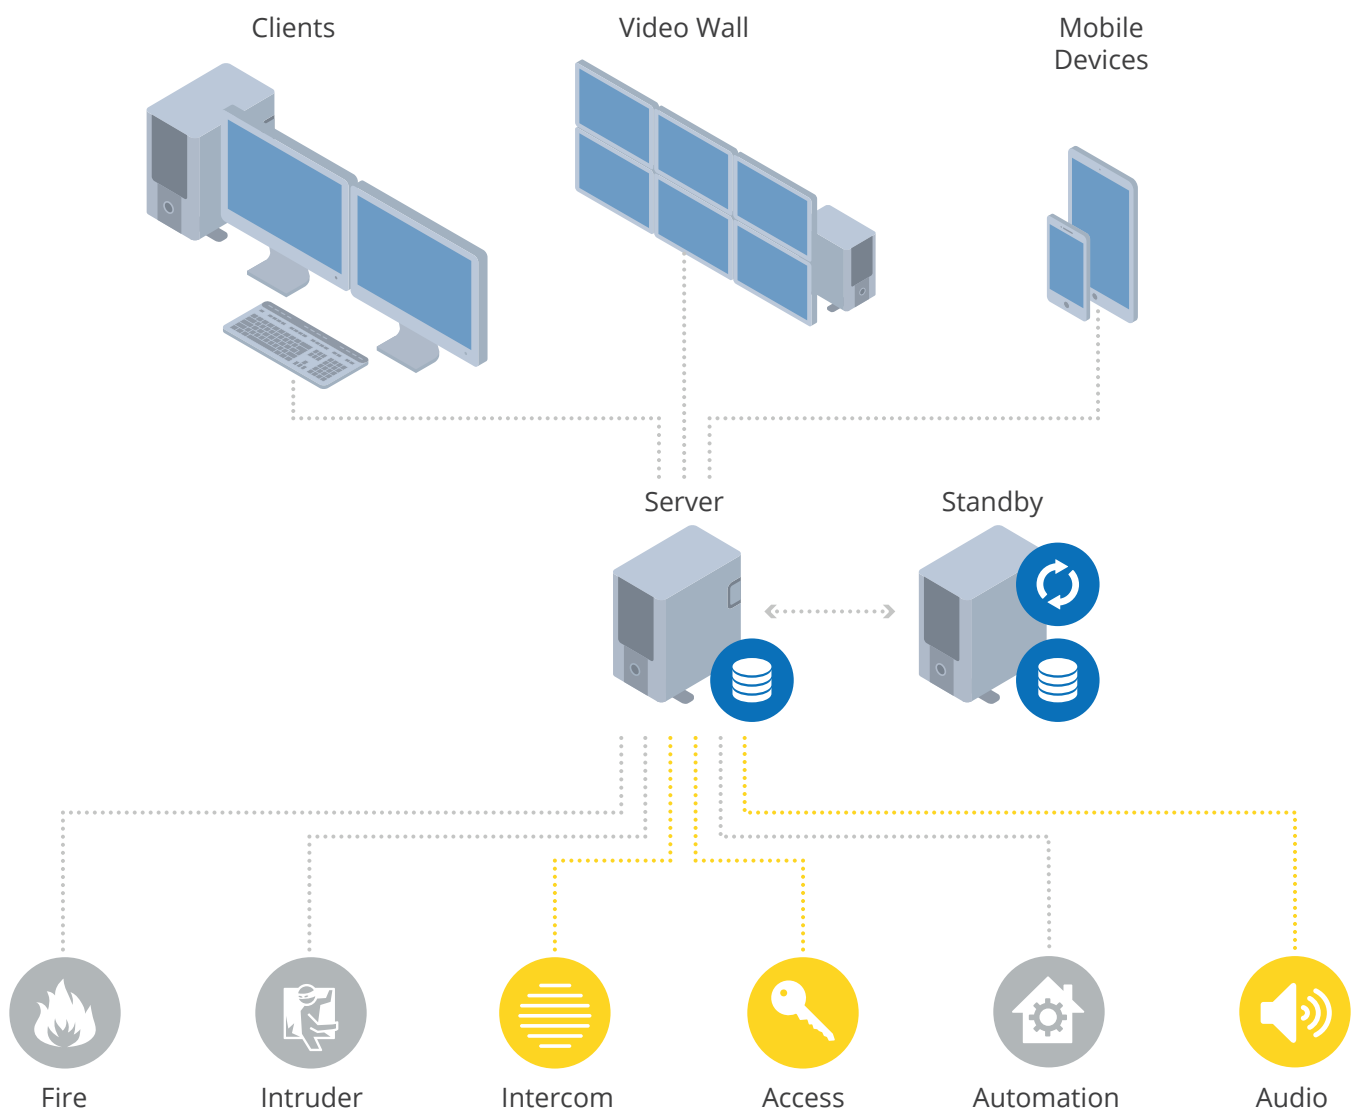 Clients
Video Wall
Mobile
Devices
Server
Standby
Fire
Intruder
Intercom
Access
Automation
Audio